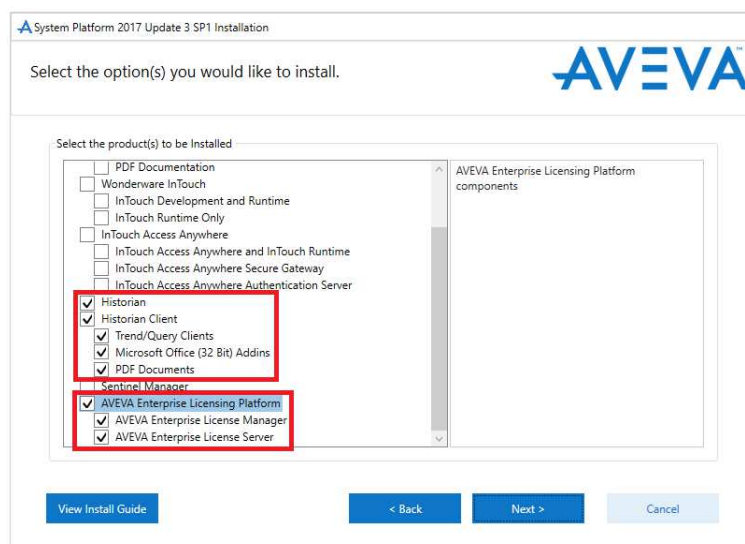 System Platform 2017 Update 3 SP1 Installation
Select the option(s) you would like to install.
AVEVA™
Select the product(s) to be Installed
PDF Documentation
Wonderware InTouch
InTouch Development and Runtime
InTouch Runtime Only
InTouch Access Anywhere
InTouch Access Anywhere and InTouch Runtime
InTouch Access Anywhere Secure Gateway
InTouch Access Anywhere Authentication Server
Historian
Historian Client
Trend/Query Clients
Microsoft Office (32 Bit) Addins
PDF Documents
Sentinel Manager
AVEVA Enterprise Licensing Platform
AVEVA Enterprise License Manager
AVEVA Enterprise License Server
AVEVA Enterprise Licensing Platform
components
View Install Guide
< Back
Next >
Cancel